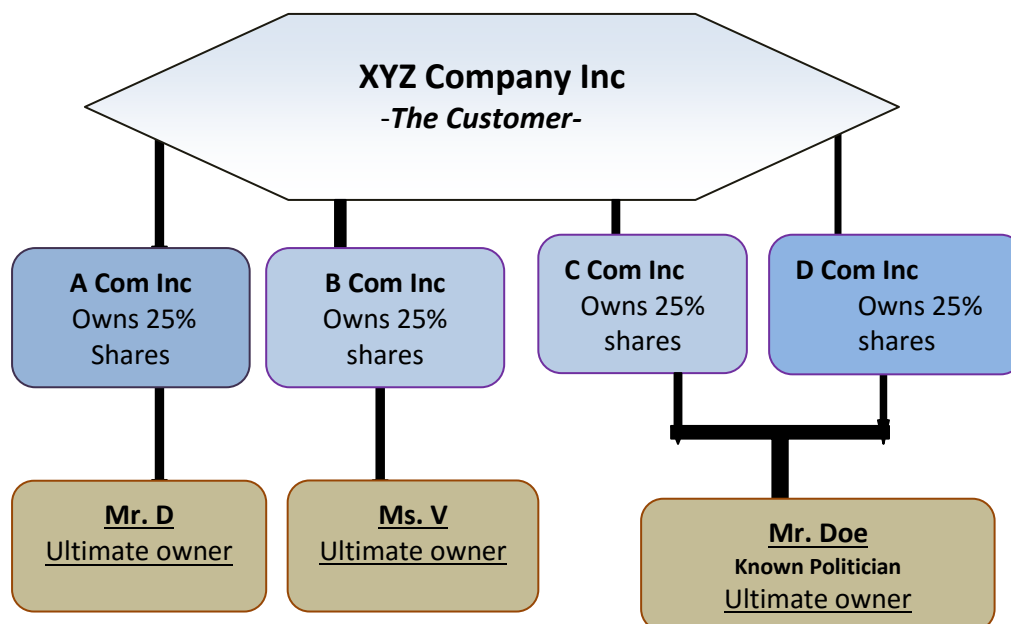 XYZ Company Inc
-The Customer-
A Com Inc
Owns 25%
Shares
B Com Inc
Owns 25%
shares
C Com Inc
Owns 25%
shares
D Com Inc
Owns 25%
shares
Mr. D
Ultimate owner
Ms. V
Ultimate owner
Mr. Doe
Known Politician
Ultimate owner